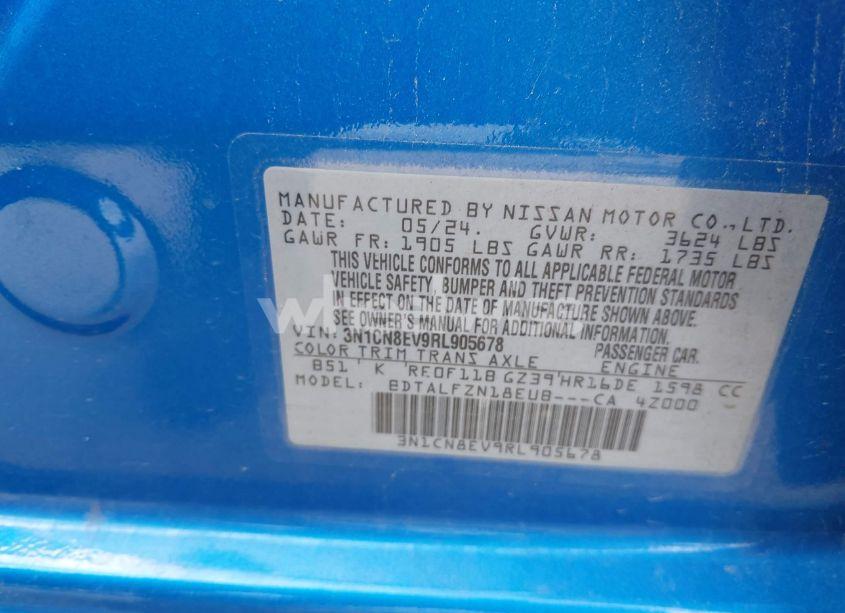 MANUFACTURED BY NISSAN MOTOR CO.,LTD.
DATE: 05/24. GVWR: 3624 LBS
GAWR FR: 1905 LBS GAWR RR: 1735 LBS
THIS VEHICLE CONFORMS TO ALL APPLICABLE FEDERAL MOTOR
VEHICLE SAFETY, BUMPER AND THEFT PREVENTION STANDARDS
IN EFFECT ON THE DATE OF MANUFACTURE SHOWN ABOVE.
SEE OWNER'S MANUAL FOR ADDITIONAL INFORMATION.
VIN: 3N1CN8EV9RL905678 PASSENGER CAR.
COLOR TRIM TRANS AXLE ENGINE
B51 K RE0F11B GZ39 HR16DE 1598 CC
MODEL: BDTALFZN18EUB---CA 4Z000
3N1CN8EV9RL905678